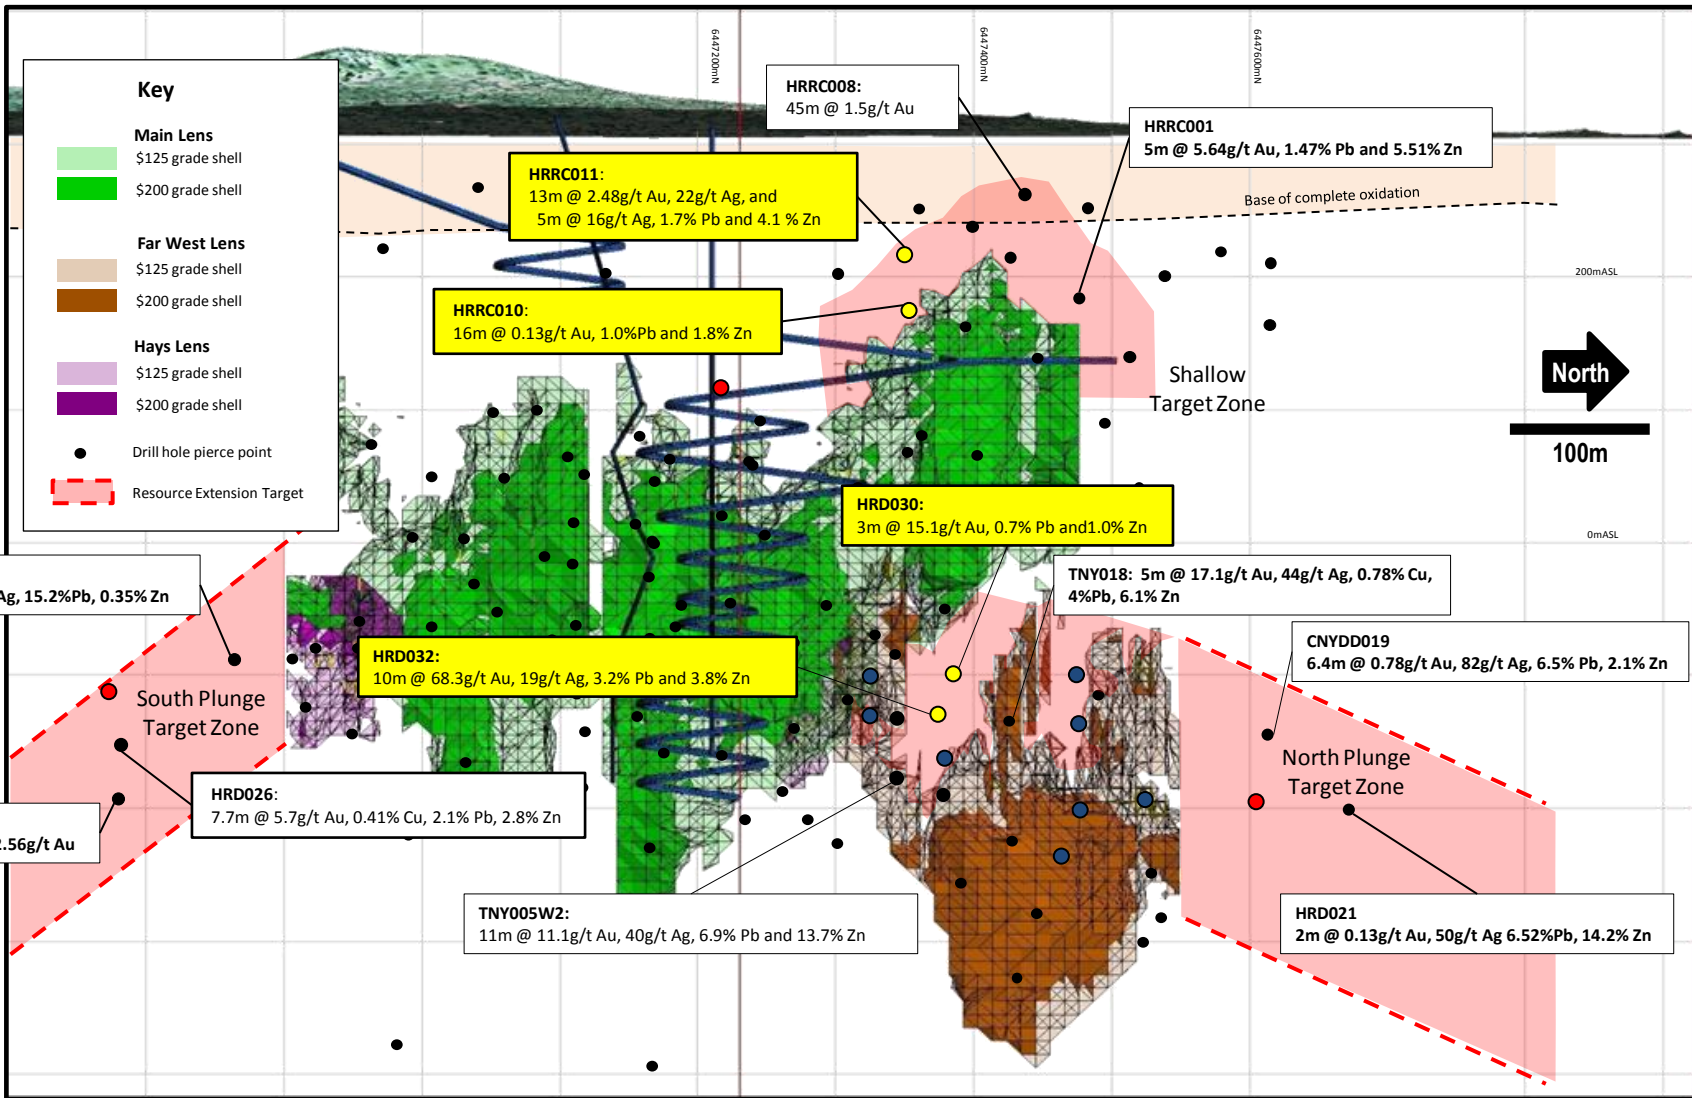 6447200mN
6447400mN
6447600mN
Key
Main Lens
$125 grade shell
$200 grade shell
Far West Lens
$125 grade shell
$200 grade shell
Hays Lens
$125 grade shell
$200 grade shell
Drill hole pierce point
Resource Extension Target
HRRC008:
45m @ 1.5g/t Au
HRRC001
5m @ 5.64g/t Au, 1.47% Pb and 5.51% Zn
HRRC011:
13m @ 2.48g/t Au, 22g/t Ag, and
5m @ 16g/t Ag, 1.7% Pb and 4.1 % Zn
Base of complete oxidation
200mASL
HRRC010:
16m @ 0.13g/t Au, 1.0%Pb and 1.8% Zn
Shallow
Target Zone
North
100m
HRD030:
3m @ 15.1g/t Au, 0.7% Pb and1.0% Zn
0mASL
Ag, 15.2%Pb, 0.35% Zn
TNY018: 5m @ 17.1g/t Au, 44g/t Ag, 0.78% Cu,
4%Pb, 6.1% Zn
CNYDD019
6.4m @ 0.78g/t Au, 82g/t Ag, 6.5% Pb, 2.1% Zn
HRD032:
10m @ 68.3g/t Au, 19g/t Ag, 3.2% Pb and 3.8% Zn
South Plunge
Target Zone
North Plunge
Target Zone
HRD026:
7.7m @ 5.7g/t Au, 0.41% Cu, 2.1% Pb, 2.8% Zn
.56g/t Au
TNY005W2:
11m @ 11.1g/t Au, 40g/t Ag, 6.9% Pb and 13.7% Zn
HRD021
2m @ 0.13g/t Au, 50g/t Ag 6.52%Pb, 14.2% Zn